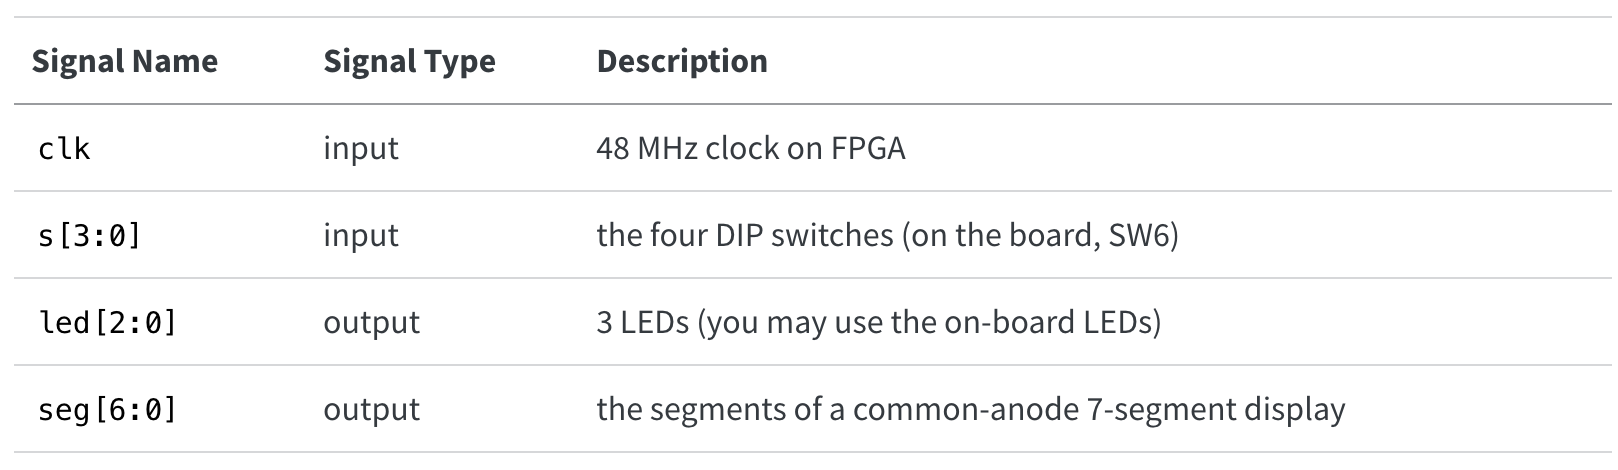 Signal Name Signal Type Description
clk input 48 MHz clock on FPGA
s[3:0] input the four DIP switches (on the board, SW6)
led[2:0] output 3 LEDs (you may use the on-board LEDs)
seg[6:0] output the segments of a common-anode 7-segment display